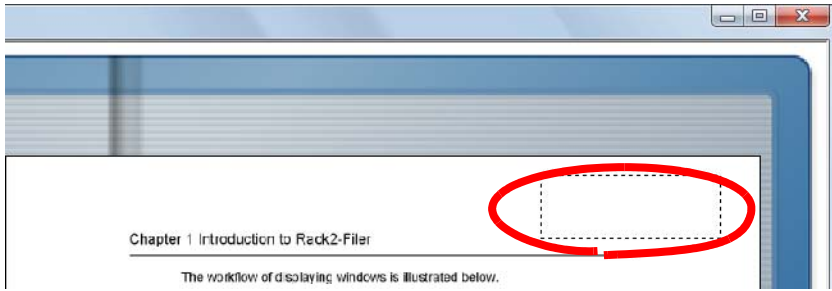 Chapter 1 Introduction to Rack2-Filer
The workflow of displaying windows is illustrated below.